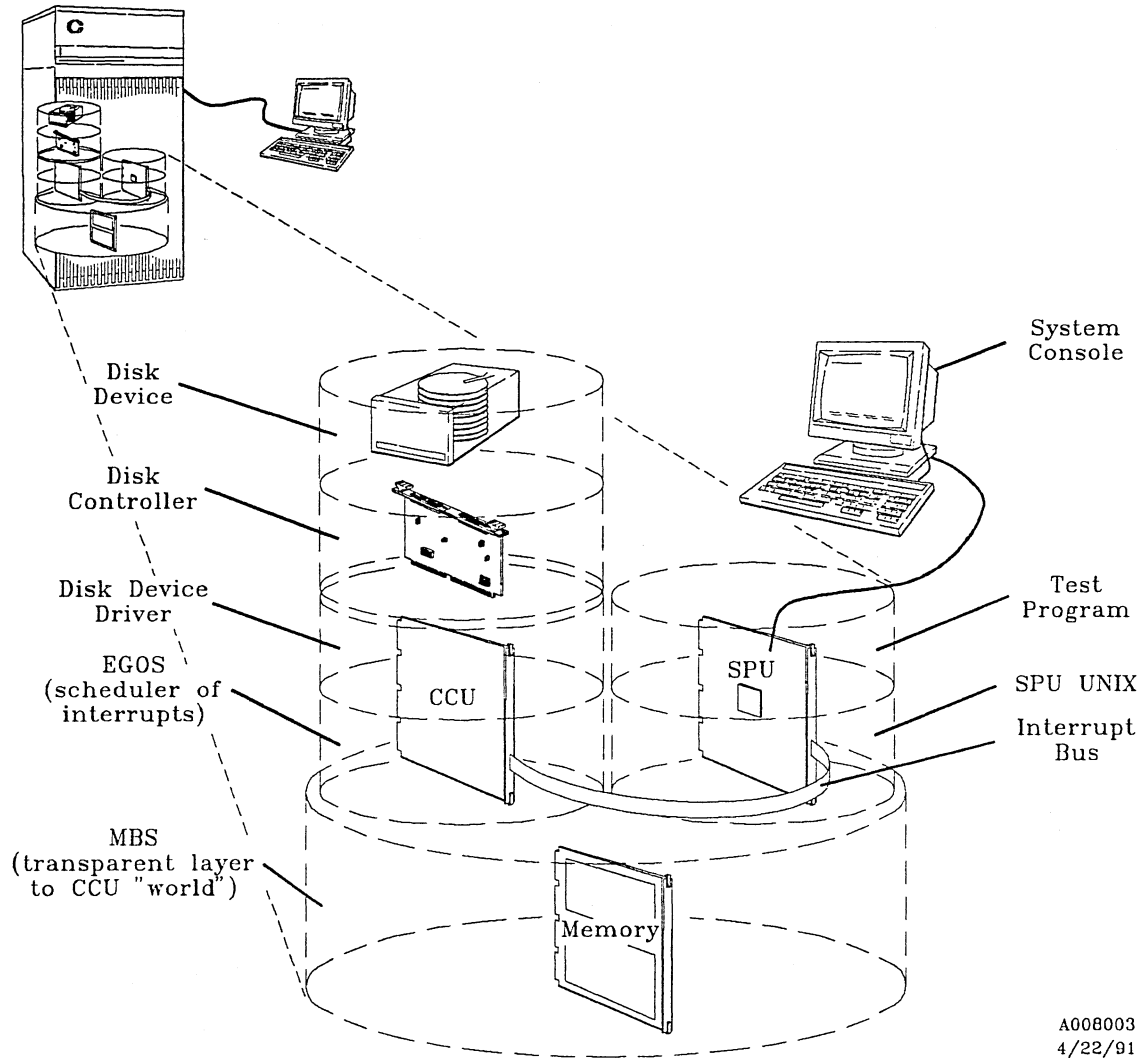 C
System
Console
Disk
Device
Disk
Controller
Disk Device
Driver
EGOS
(scheduler of
interrupts)
CCU
SPU
Test
Program
SPU UNIX
Interrupt
Bus
MBS
(transparent layer
to CCU "world")
Memory
A008003
4/22/91